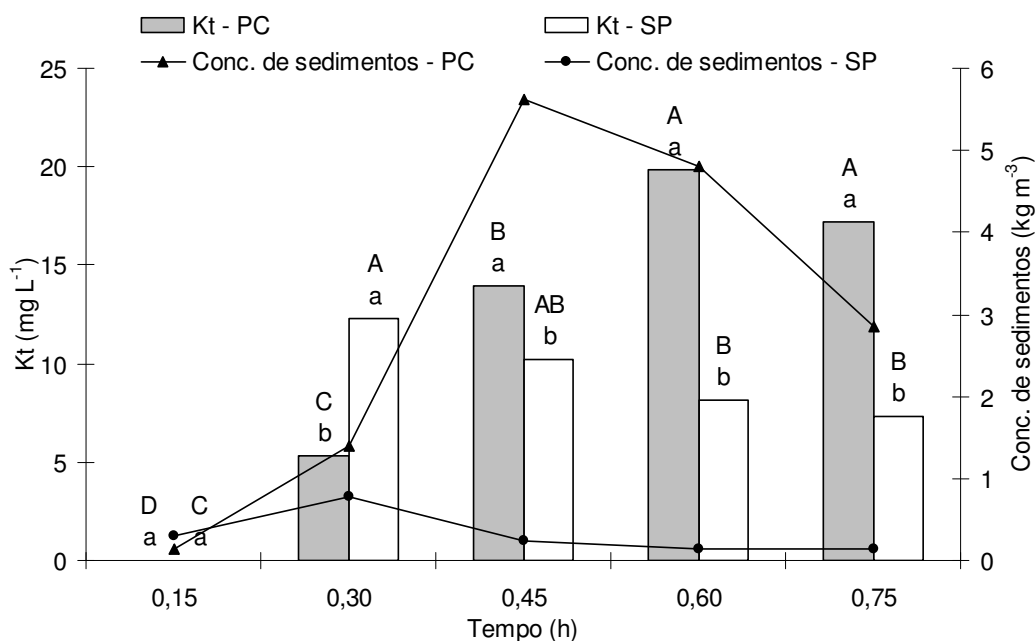 Kt - PC
Kt - SP
Conc. de sedimentos - PC
Conc. de sedimentos - SP
25
20
15
10
5
0
Kt (mg L⁻¹)
6
5
4
3
2
1
0
Conc. de sedimentos (kg m⁻³)
D
a
C
a
C
b
A
a
B
a
AB
b
A
a
B
b
A
a
B
b
0,15
0,30
0,45
0,60
0,75
Tempo (h)